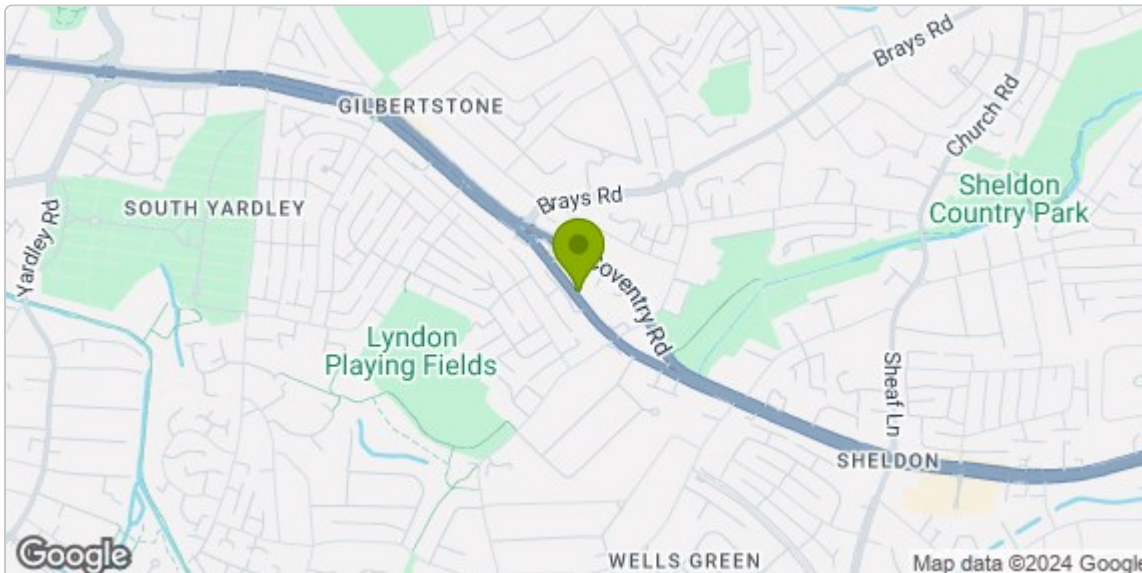 Brays Rd
GILBERTSTONE
Church Rd
Sheldon
Country Park
SOUTH YARDLEY
Brays Rd
Yardley Rd
Coventry Rd
Lyndon
Playing Fields
Sheaf Ln
SHELDON
WELLS GREEN
Google
Map data ©2024 Google